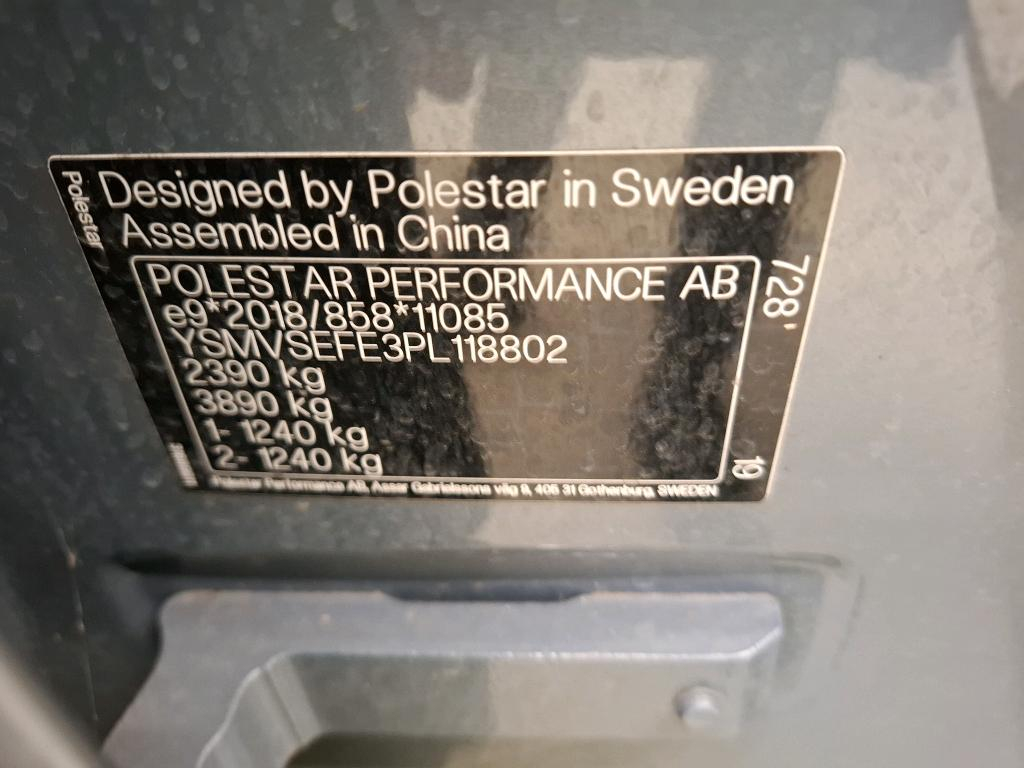 Polestar
Designed by Polestar in Sweden
Assembled in China
POLESTAR PERFORMANCE AB
e9*2018/858*11085
YSMVSEFE3PL118802
2390 kg
3890 kg
1- 1240 kg
2- 1240 kg
728
19
Polestar Performance AB, Assar Gabrielssons väg 9, 405 31 Gothenburg, SWEDEN